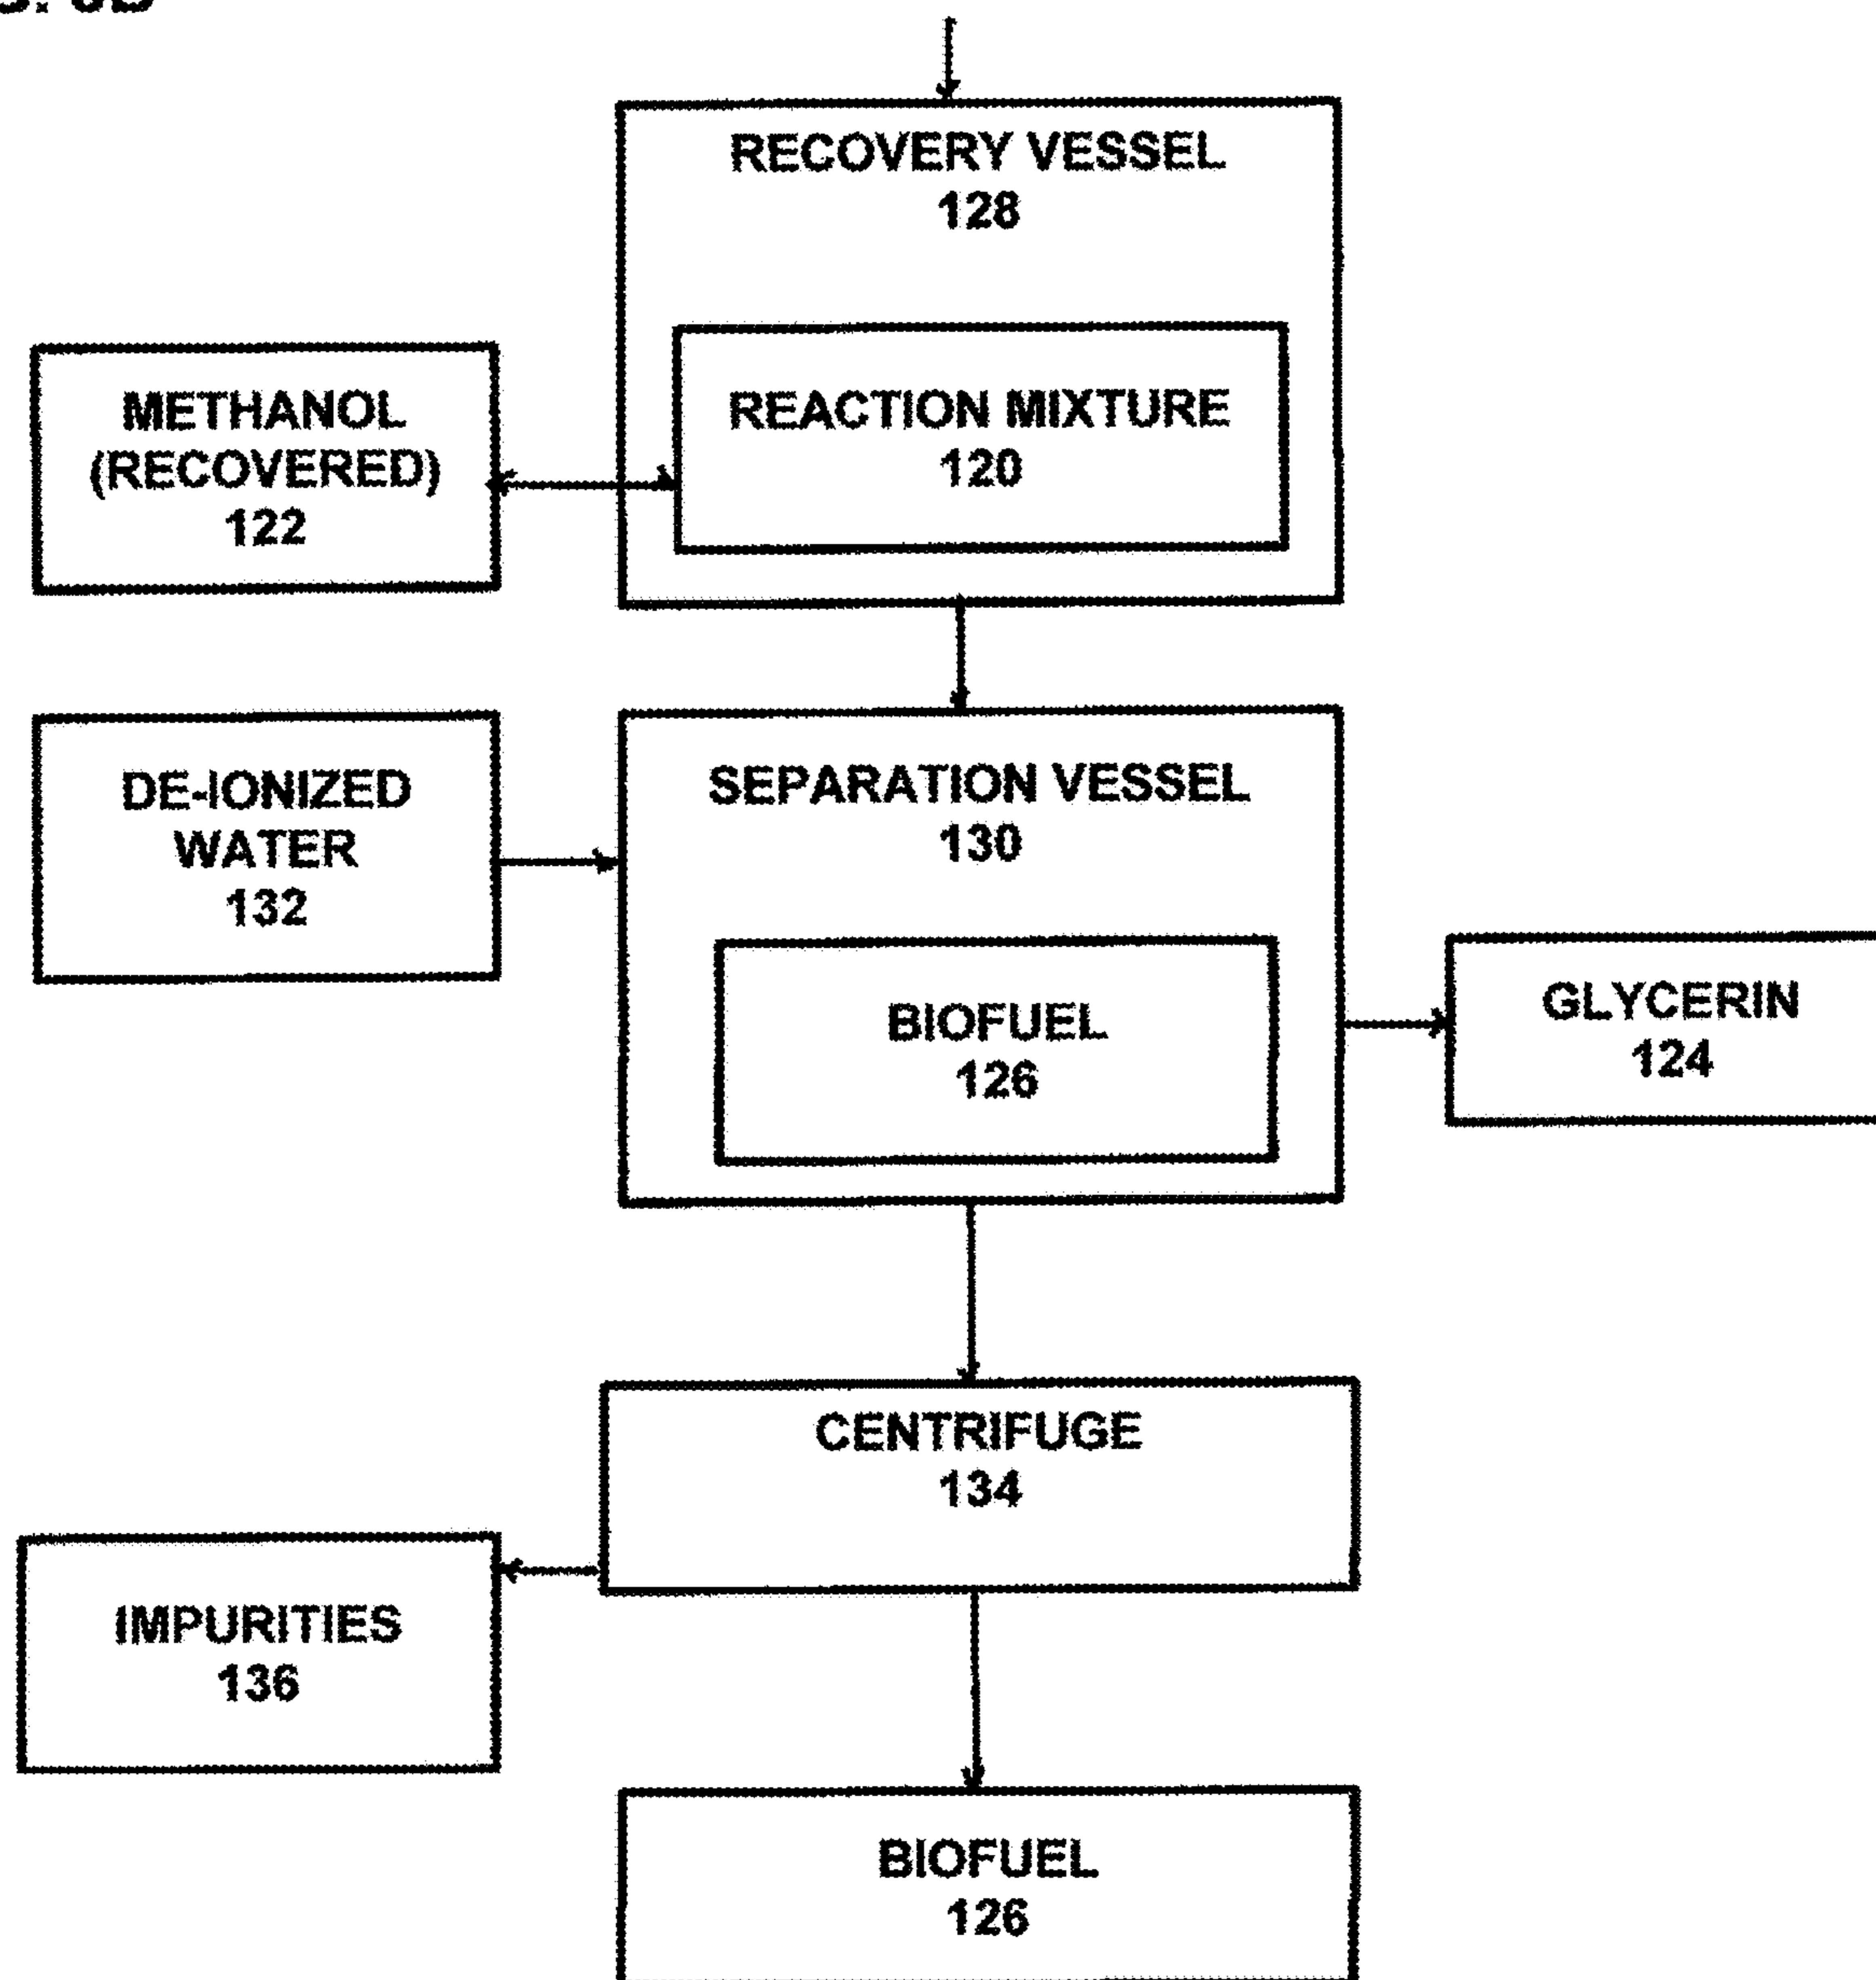 RECOVERY VESSEL
128
REACTION MIXTURE
120
METHANOL
(RECOVERED)
122
DE-IONIZED
WATER
132
SEPARATION VESSEL
130
BIOFUEL
126
GLYCERIN
124
CENTRIFUGE
134
IMPURITIES
136
BIOFUEL
126